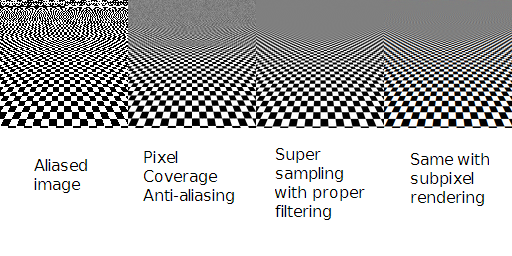 Aliased
image
Pixel
Coverage
Anti-aliasing
Super
sampling
with proper
filtering
Same with
subpixel
rendering